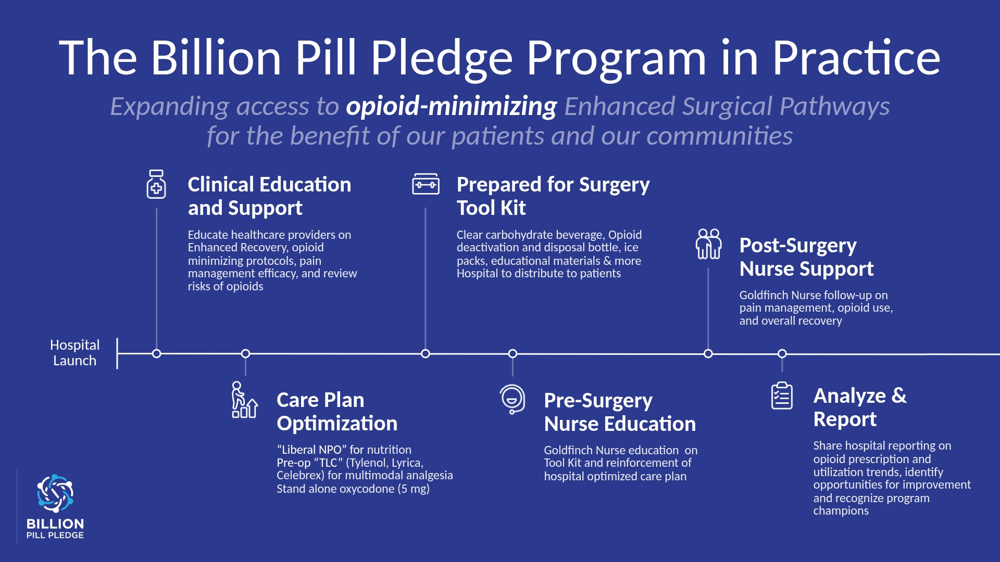 The Billion Pill Pledge Program in Practice
Expanding access to opioid-minimizing Enhanced Surgical Pathways
for the benefit of our patients and our communities
Clinical Education
and Support
Educate healthcare providers on
Enhanced Recovery, opioid
minimizing protocols, pain
management efficacy, and review
risks of opioids
Prepared for Surgery
Tool Kit
Clear carbohydrate beverage, Opioid
deactivation and disposal bottle, ice
packs, educational materials & more
Hospital to distribute to patients
Post-Surgery
Nurse Support
Goldfinch Nurse follow-up on
pain management, opioid use,
and overall recovery
Hospital
Launch
Care Plan
Optimization
“Liberal NPO” for nutrition
Pre-op “TLC” (Tylenol, Lyrica,
Celebrex) for multimodal analgesia
Stand alone oxycodone (5 mg)
Pre-Surgery
Nurse Education
Goldfinch Nurse education  on
Tool Kit and reinforcement of
hospital optimized care plan
Analyze &
Report
Share hospital reporting on
opioid prescription and
utilization trends, identify
opportunities for improvement
and recognize program
champions
BILLION
PILL PLEDGE